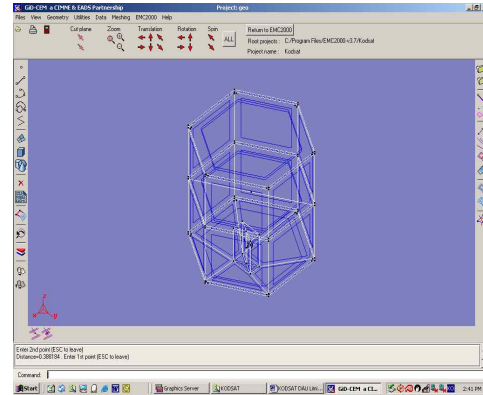 GiD-CEM a CIMNE & EADS Partnership Project: geo
Files View Geometry Utilities Data Meshing EMC2000 Help
Cut plane Zoom Translation Rotation Spin
ALL
Return to EMC2000
Root projects : C:/Program Files/EMC2000-v3.7/Kodsat
Project name : Kodsat
Enter 2nd point (ESC to leave)
Distance=0.388184 . Enter 1st point (ESC to leave)
Command:
Start Graphics Server KODSAT KODSAT DAU Lim... GiD-CEM a CI... 2:41 PM